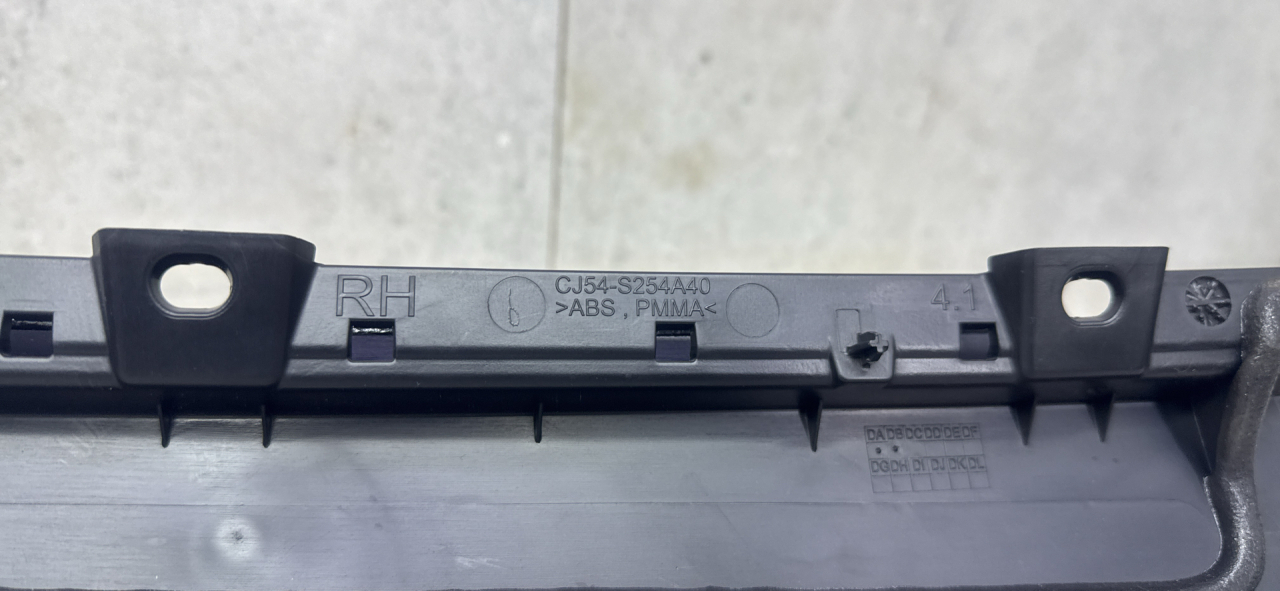 RH
CJ54-S254A40
>ABS , PMMA<
4.1
DA DB DC DD DE DF
DG DH DI DJ DK DL